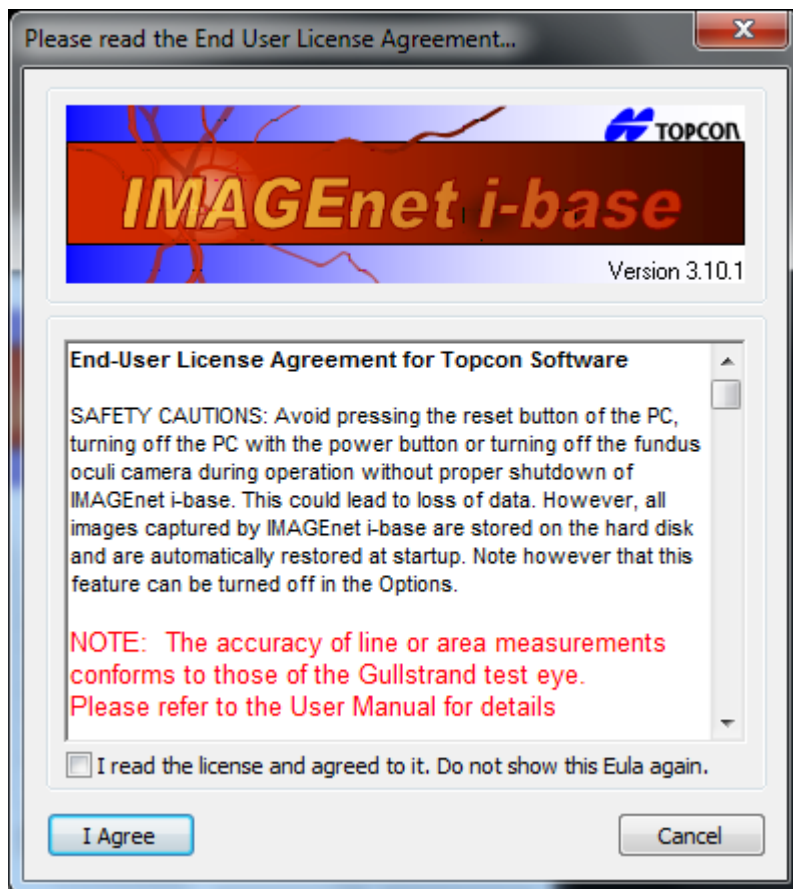 Please read the End User License Agreement...
TOPCON
IMAGEnet i-base
Version 3.10.1
End-User License Agreement for Topcon Software
SAFETY CAUTIONS: Avoid pressing the reset button of the PC,
turning off the PC with the power button or turning off the fundus
oculi camera during operation without proper shutdown of
IMAGEnet i-base. This could lead to loss of data. However, all
images captured by IMAGEnet i-base are stored on the hard disk
and are automatically restored at startup. Note however that this
feature can be turned off in the Options.
NOTE: The accuracy of line or area measurements
conforms to those of the Gullstrand test eye.
Please refer to the User Manual for details
I read the license and agreed to it. Do not show this Eula again.
I Agree
Cancel